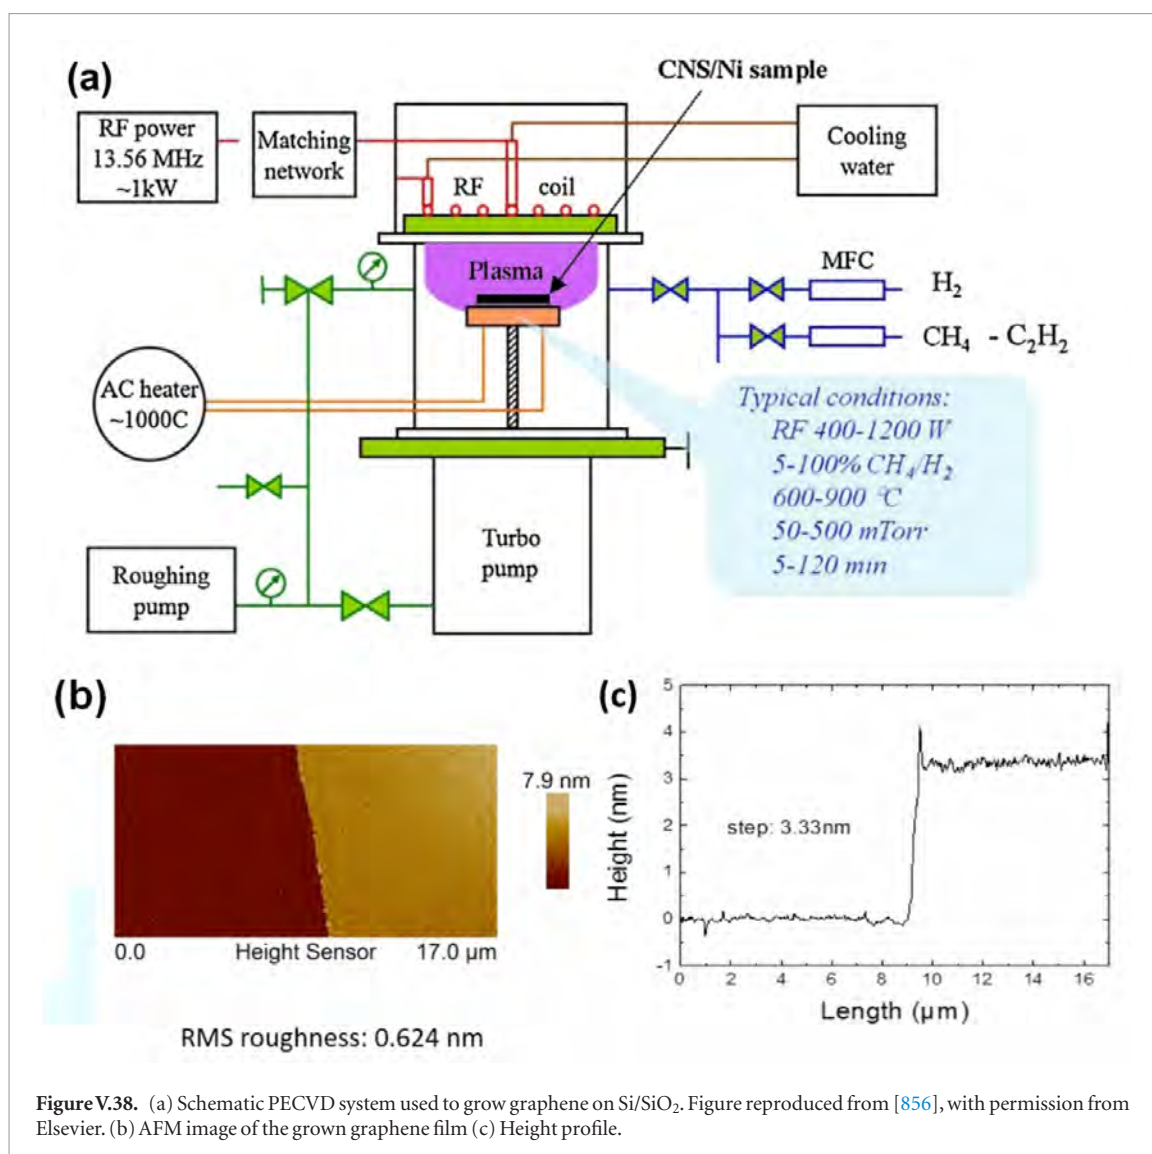 (a)
CNS/Ni sample
RF power
13.56 MHz
~1kW
Matching
network
Cooling
water
RF coil
Plasma
MFC
H₂
CH₄ - C₂H₂
AC heater
~1000C
Typical conditions:
RF 400-1200 W
5-100% CH₄/H₂
600-900 °C
50-500 mTorr
5-120 min
Turbo
pump
Roughing
pump
(b)
7.9 nm
0.0 Height Sensor 17.0 µm
RMS roughness: 0.624 nm
(c)
5
4
3
2
1
0
-1
Height (nm)
step: 3.33nm
0 2 4 6 8 10 12 14 16
Length (µm)
Figure V.38. (a) Schematic PECVD system used to grow graphene on Si/SiO₂. Figure reproduced from [856], with permission from
Elsevier. (b) AFM image of the grown graphene film (c) Height profile.